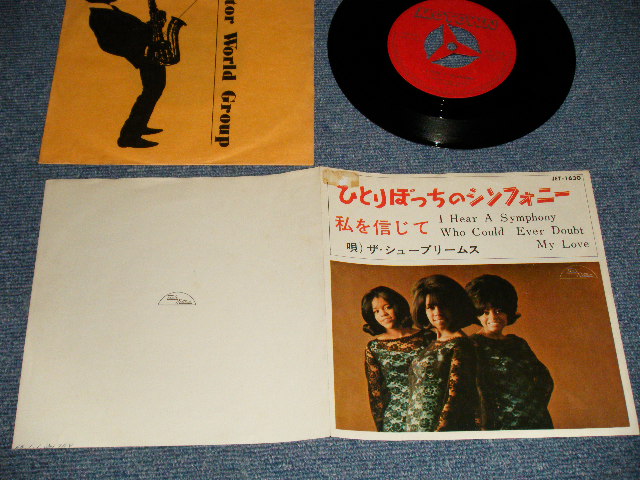 tor World Group
JET-1630
ひとりぼっちのシンフォニー
I Hear A Symphony
私を信じて
Who Could Ever Doubt
My Love
唄)ザ・シュープリームス